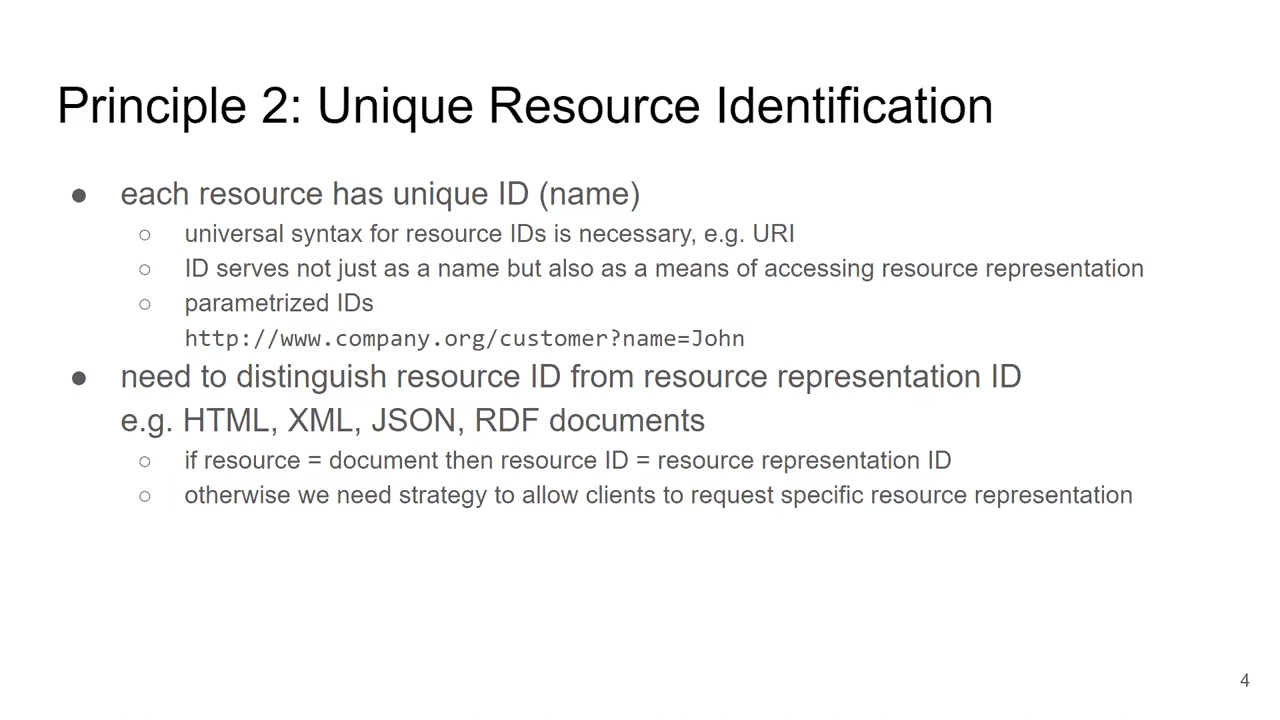 Principle 2: Unique Resource Identification
● each resource has unique ID (name)
○ universal syntax for resource IDs is necessary, e.g. URI
○ ID serves not just as a name but also as a means of accessing resource representation
○ parametrized IDs
http://www.company.org/customer?name=John
● need to distinguish resource ID from resource representation ID
e.g. HTML, XML, JSON, RDF documents
○ if resource = document then resource ID = resource representation ID
○ otherwise we need strategy to allow clients to request specific resource representation
4